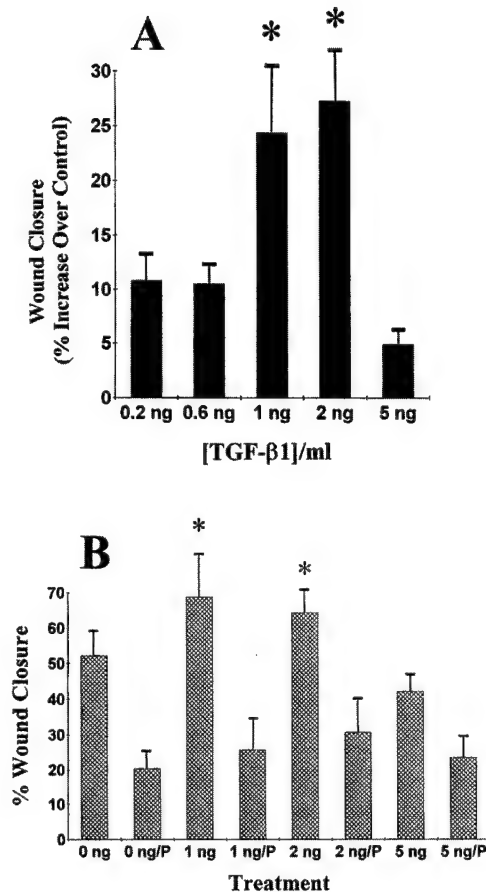 A
* *
30
25
20
15
10
5
0
Wound Closure
(% Increase Over Control)
0.2 ng 0.6 ng 1 ng 2 ng 5 ng
[TGF-β1]/ml
B
* *
70
60
50
40
30
20
10
0
% Wound Closure
0 ng 0 ng/P 1 ng 1 ng/P 2 ng 2 ng/P 5 ng 5 ng/P
Treatment